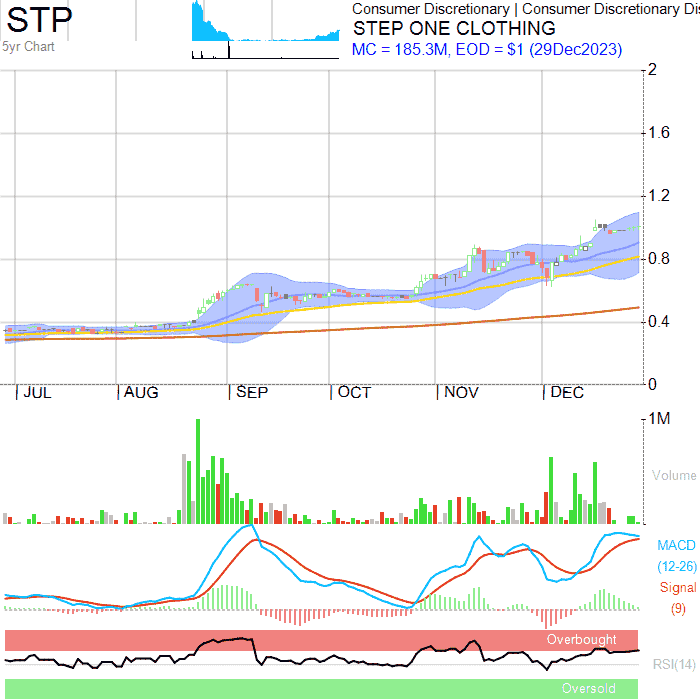 STP
5yr Chart
Consumer Discretionary | Consumer Discretionary Dis
STEP ONE CLOTHING
MC = 185.3M, EOD = $1 (29Dec2023)
2
1.6
1.2
0.8
0.4
0
JUL AUG SEP OCT NOV DEC
1M
Volume
MACD
(12-26)
Signal
(9)
Overbought
RSI(14)
Oversold